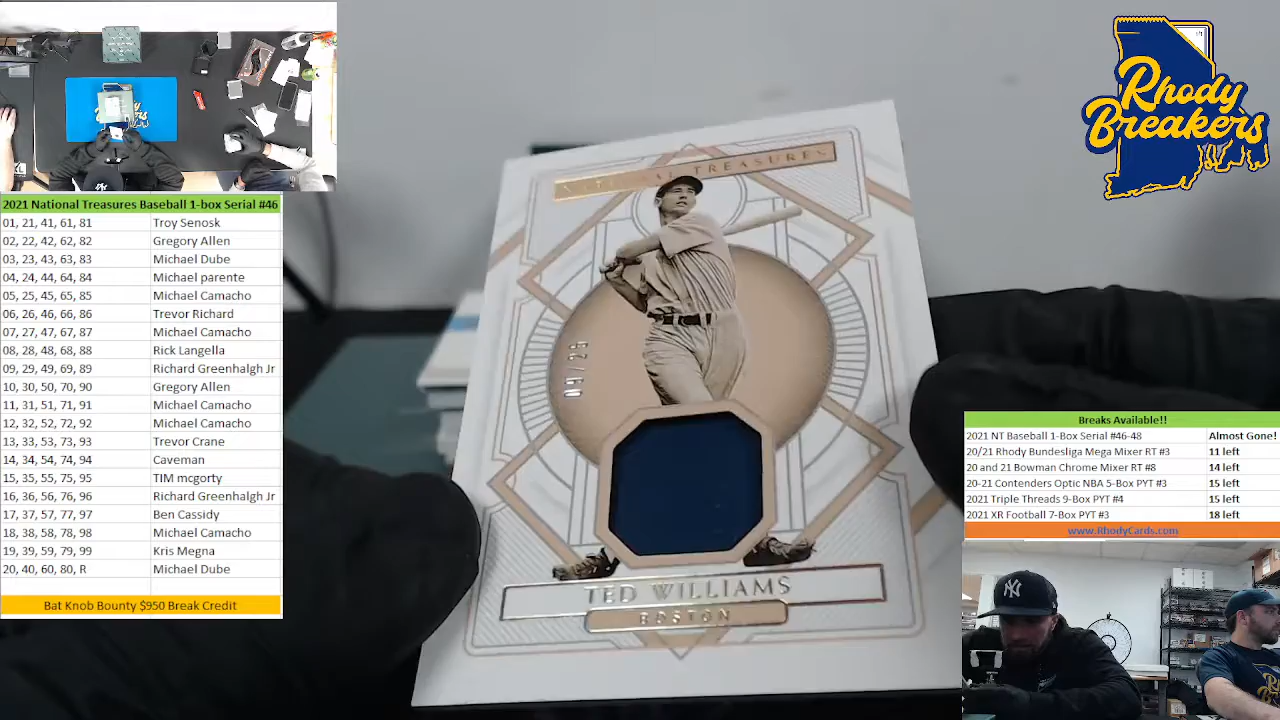 2021 National Treasures Baseball 1-box Serial #46
01, 21, 41, 61, 81 Troy Senosk
02, 22, 42, 62, 82 Gregory Allen
03, 23, 43, 63, 83 Michael Dube
04, 24, 44, 64, 84 Michael parente
05, 25, 45, 65, 85 Michael Camacho
06, 26, 46, 66, 86 Trevor Richard
07, 27, 47, 67, 87 Michael Camacho
08, 28, 48, 68, 88 Rick Langella
09, 29, 49, 69, 89 Richard Greenhalgh Jr
10, 30, 50, 70, 90 Gregory Allen
11, 31, 51, 71, 91 Michael Camacho
12, 32, 52, 72, 92 Michael Camacho
13, 33, 53, 73, 93 Trevor Crane
14, 34, 54, 74, 94 Caveman
15, 35, 55, 75, 95 TIM mcgorty
16, 36, 56, 76, 96 Richard Greenhalgh Jr
17, 37, 57, 77, 97 Ben Cassidy
18, 38, 58, 78, 98 Michael Camacho
19, 39, 59, 79, 99 Kris Megna
20, 40, 60, 80, R Michael Dube
Bat Knob Bounty $950 Break Credit
NATIONAL TREASURES
09/25
TED WILLIAMS
BOSTON
Rhody
Breakers
Breaks Available!!
2021 NT Baseball 1-Box Serial #46-48 Almost Gone!
20/21 Rhody Bundesliga Mega Mixer RT #3 11 left
20 and 21 Bowman Chrome Mixer RT #8 14 left
20-21 Contenders Optic NBA 5-Box PYT #3 15 left
2021 Triple Threads 9-Box PYT #4 15 left
2021 XR Football 7-Box PYT #3 18 left
www.RhodyCards.com